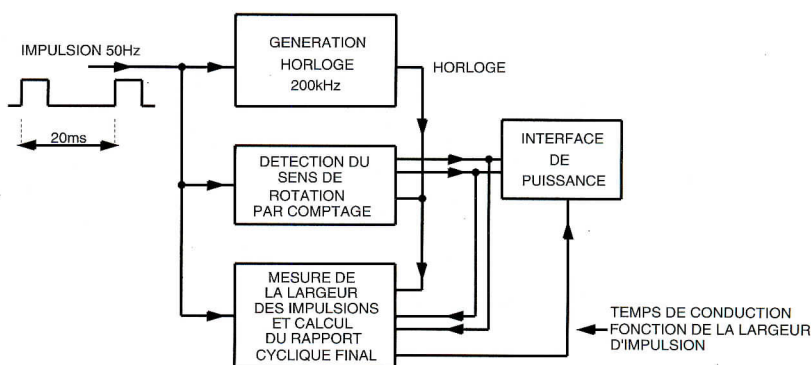 IMPULSION 50Hz
20ms
GENERATION
HORLOGE
200kHz
HORLOGE
DETECTION DU
SENS DE
ROTATION
PAR COMPTAGE
INTERFACE
DE
PUISSANCE
MESURE DE
LA LARGEUR
DES IMPULSIONS
ET CALCUL
DU RAPPORT
CYCLIQUE FINAL
TEMPS DE CONDUCTION
FONCTION DE LA LARGEUR
D'IMPULSION